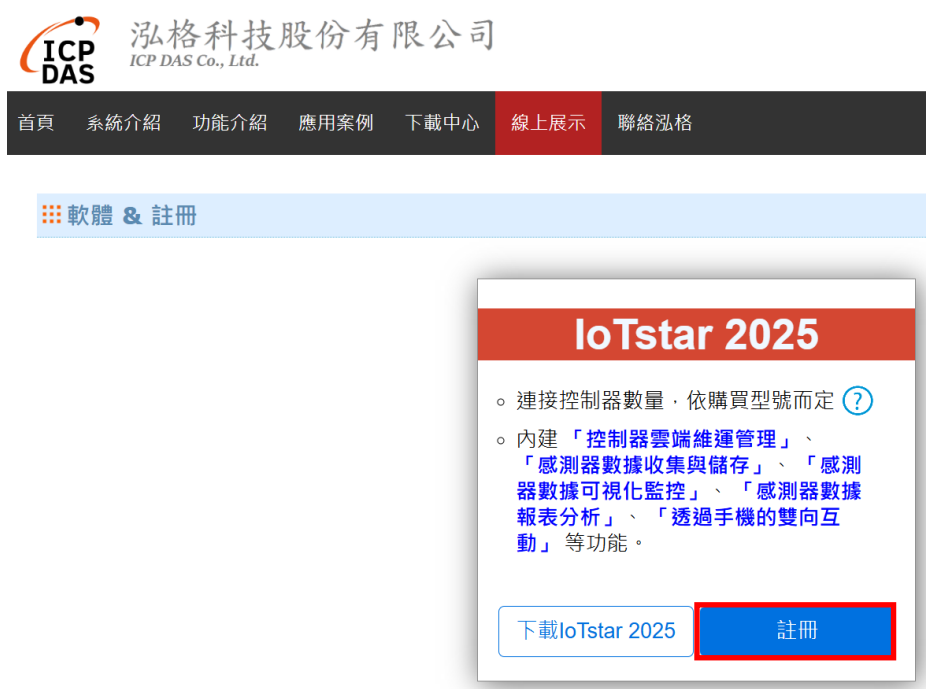 ICP
DAS
泓格科技股份有限公司
ICP DAS Co., Ltd.
首頁 系統介紹 功能介紹 應用案例 下載中心 線上展示 聯絡泓格
軟體 & 註冊
IoTstar 2025
連接控制器數量，依購買型號而定 ?
內建「控制器雲端維運管理」、
「感測器數據收集與儲存」、「感測
器數據可視化監控」、「感測器數據
報表分析」、「透過手機的雙向互
動」等功能。
下載IoTstar 2025 註冊